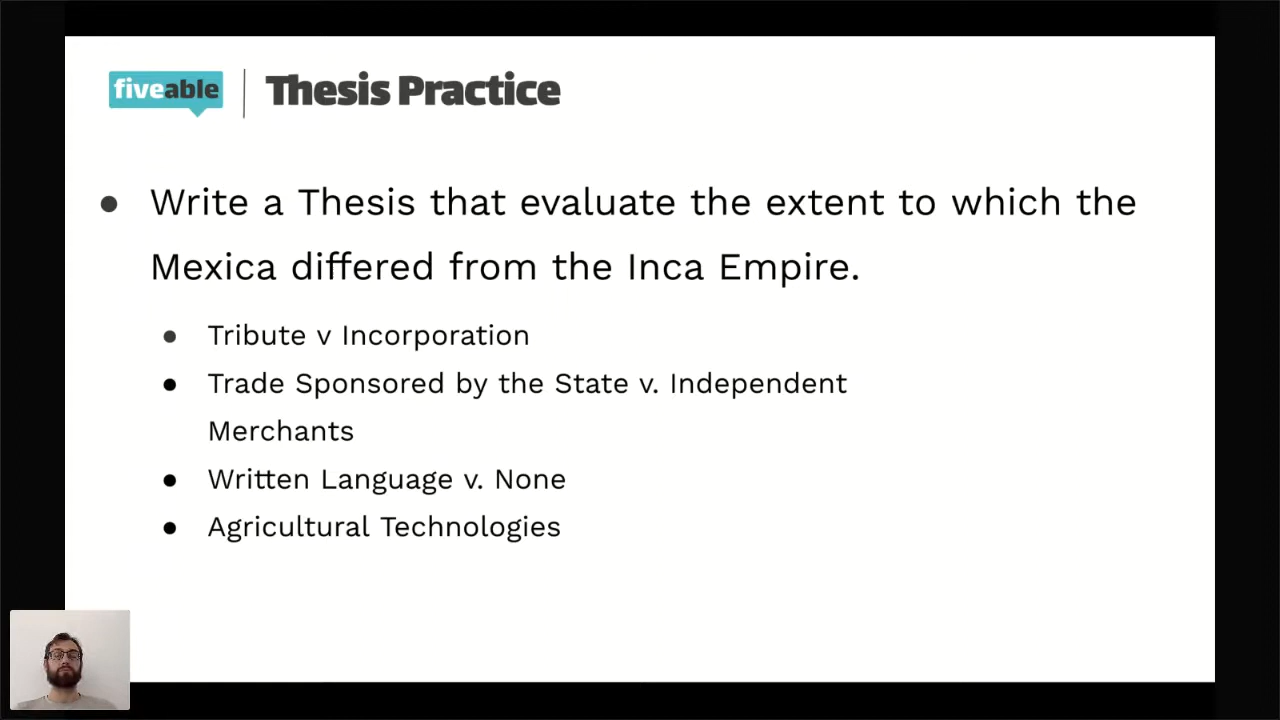 fiveable
Thesis Practice
● Write a Thesis that evaluate the extent to which the
Mexica differed from the Inca Empire.
● Tribute v Incorporation
● Trade Sponsored by the State v. Independent
Merchants
● Written Language v. None
● Agricultural Technologies